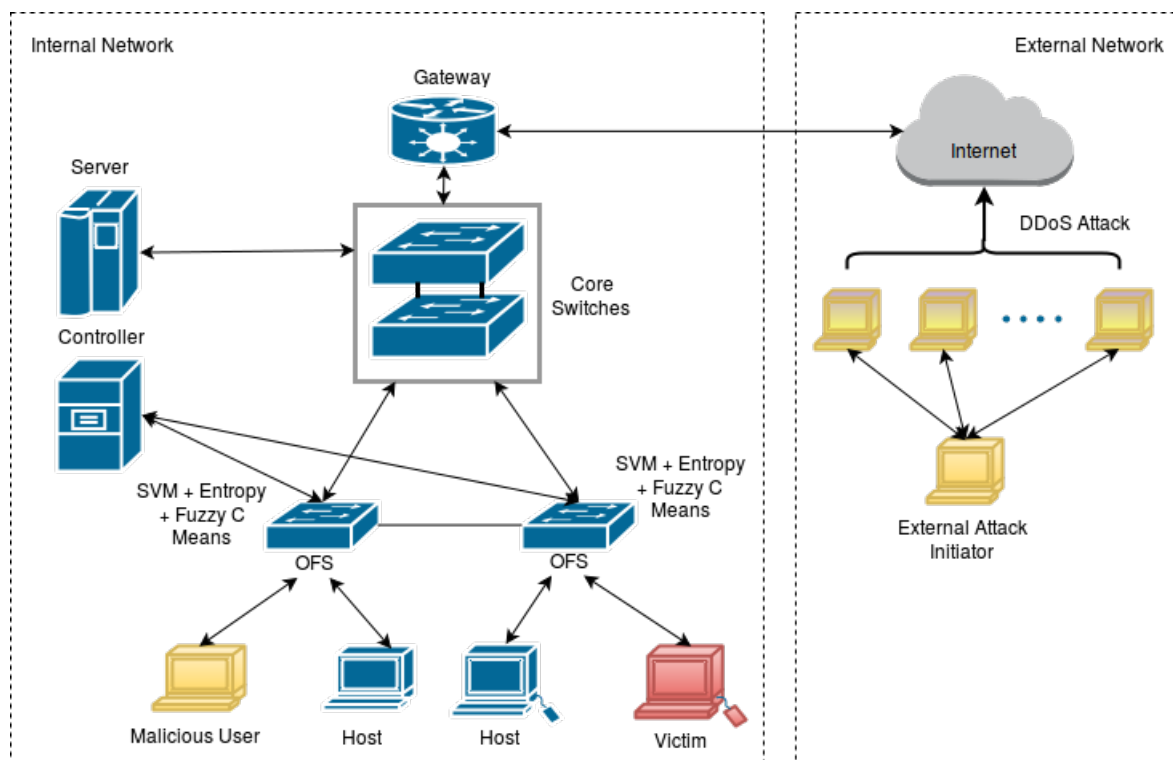 Internal Network
External Network
Gateway
Internet
Server
DDoS Attack
Core
Switches
Controller
SVM + Entropy
+ Fuzzy C
Means
SVM + Entropy
+ Fuzzy C
Means
OFS
OFS
External Attack
Initiator
Malicious User
Host
Host
Victim